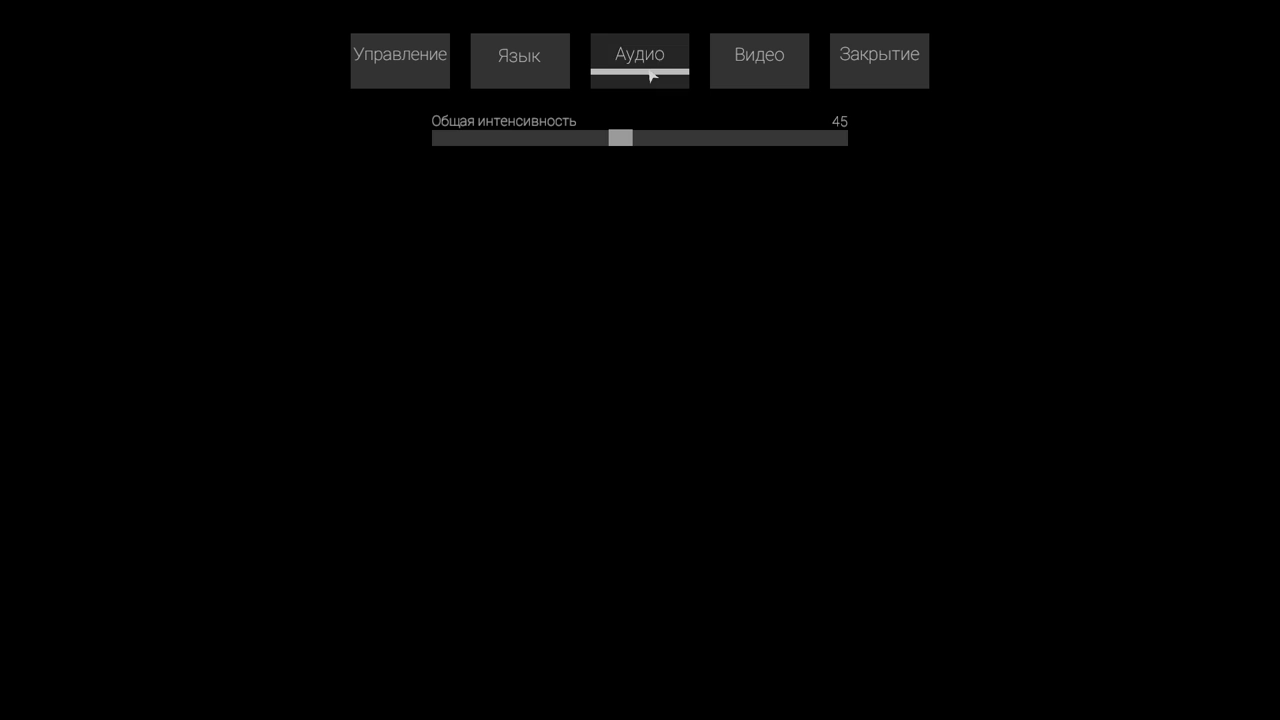 Управление Язык Аудио Видео Закрытие
Общая интенсивность 45